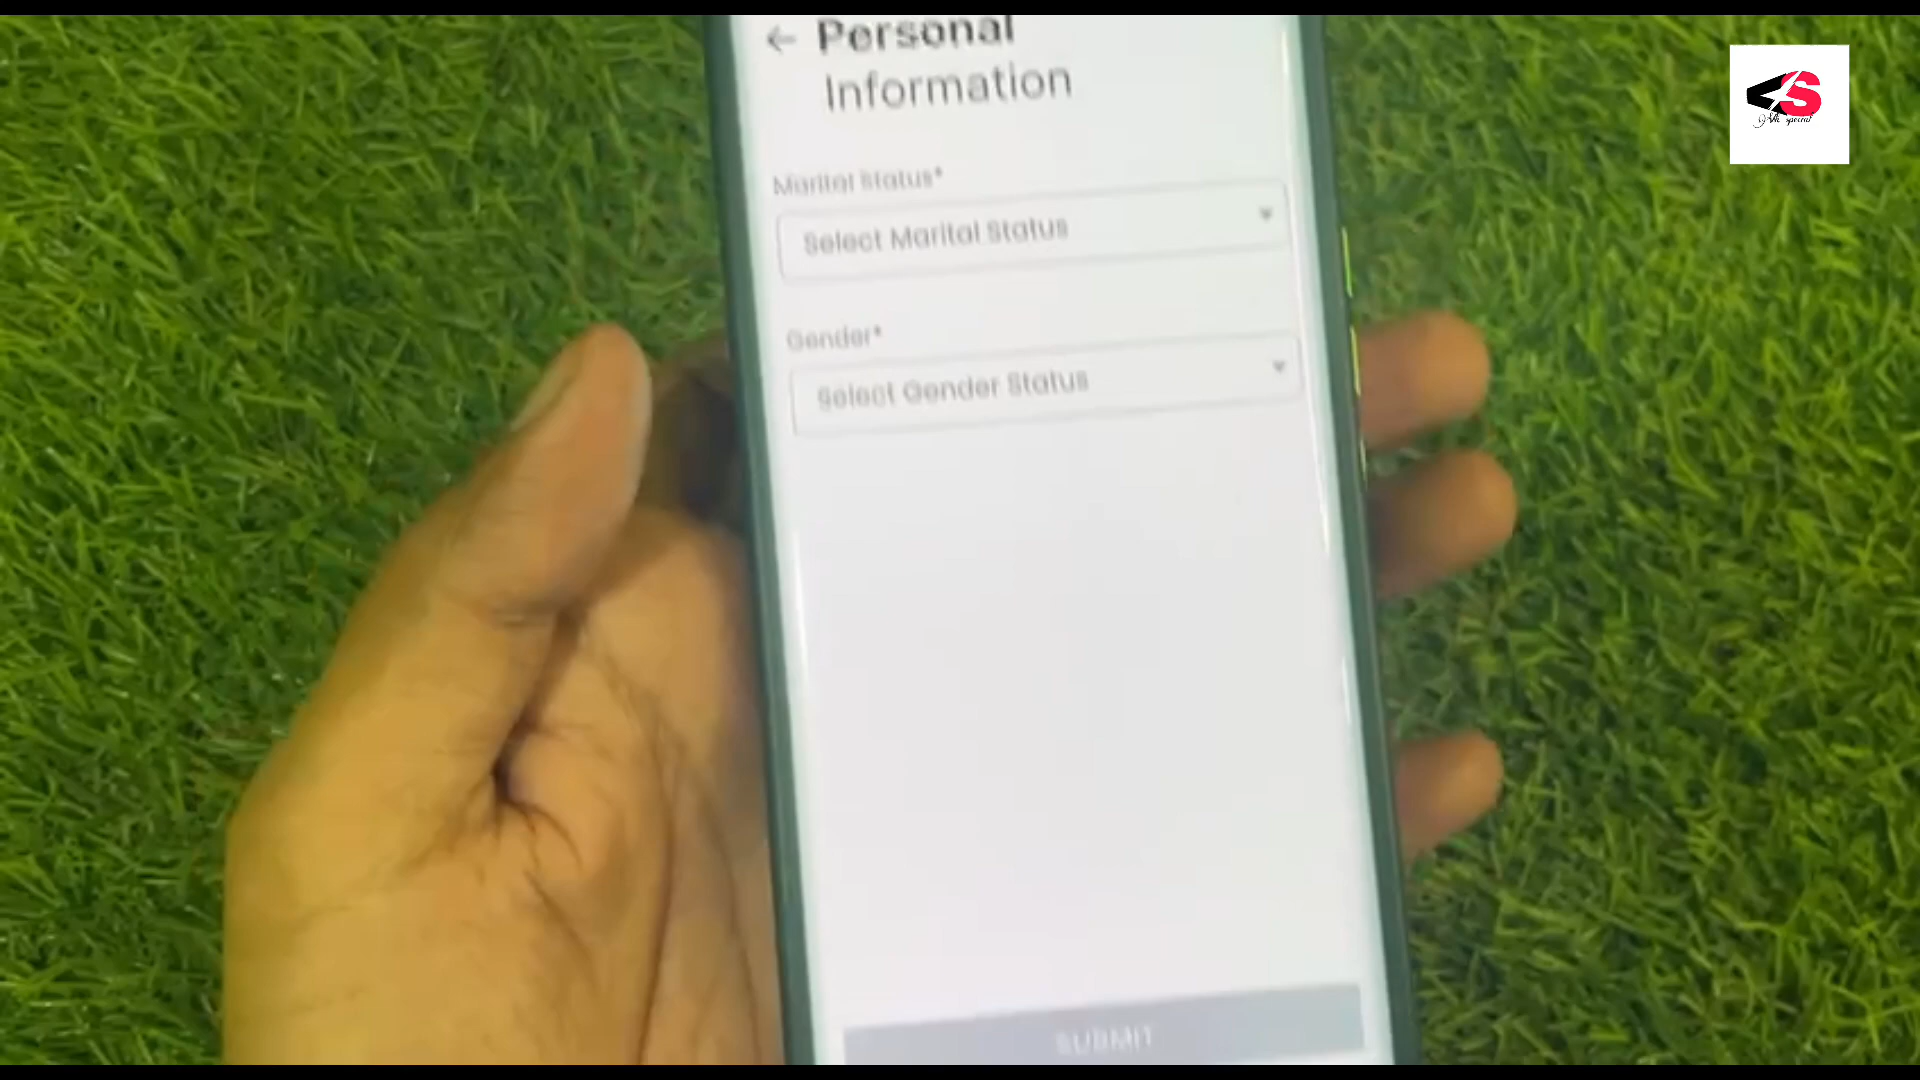 Personal
Information
Marital Status*
Select Marital Status
Gender*
Select Gender Status
SUBMIT